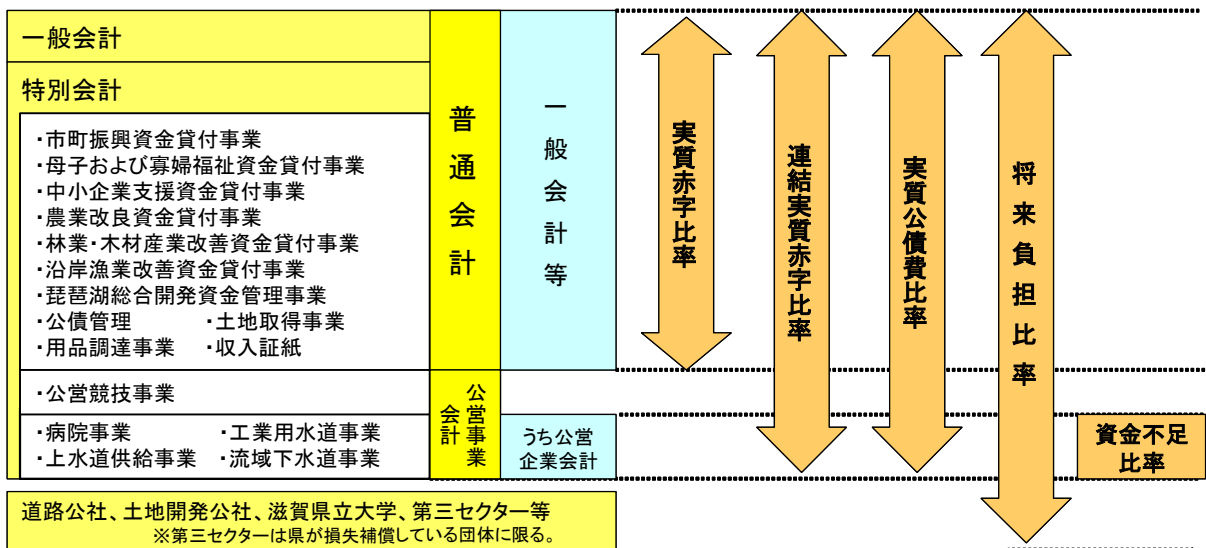 一般会計
特別会計
・市町振興資金貸付事業
・母子および寡婦福祉資金貸付事業
・中小企業支援資金貸付事業
・農業改良資金貸付事業
・林業・木材産業改善資金貸付事業
・沿岸漁業改善資金貸付事業
・琵琶湖総合開発資金管理事業
・公債管理 ・土地取得事業
・用品調達事業 ・収入証紙
・公営競技事業
・病院事業 ・工業用水道事業
・上水道供給事業 ・流域下水道事業
普通会計
公営事業
会計
一般会計等
うち公営
企業会計
実質赤字比率
連結実質赤字比率
実質公債費比率
将来負担比率
資金不足
比率
道路公社、土地開発公社、滋賀県立大学、第三セクター等
※第三セクターは県が損失補償している団体に限る。